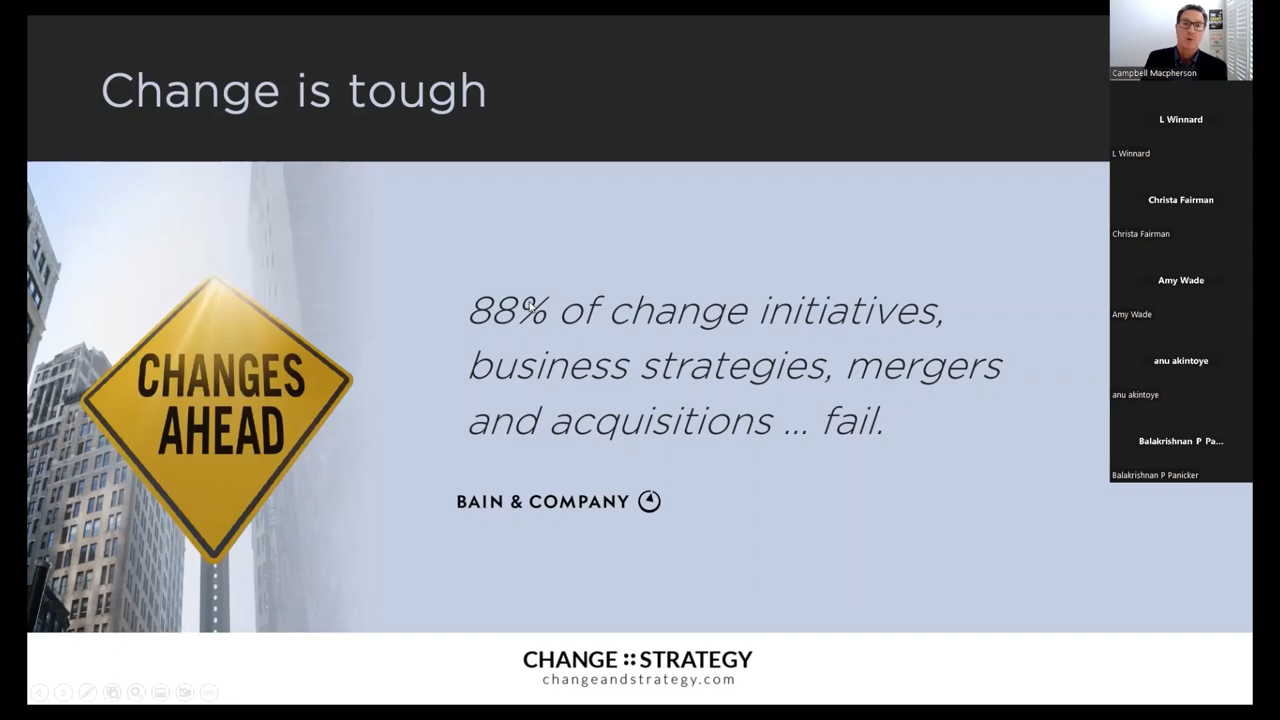 Change is tough
CHANGES
AHEAD
88% of change initiatives,
business strategies, mergers
and acquisitions ... fail.
BAIN & COMPANY
CHANGE :: STRATEGY
changeandstrategy.com
Campbell Macpherson
L Winnard
L Winnard
Christa Fairman
Christa Fairman
Amy Wade
Amy Wade
anu akintoye
anu akintoye
Balakrishnan P Pa...
Balakrishnan P Panicker